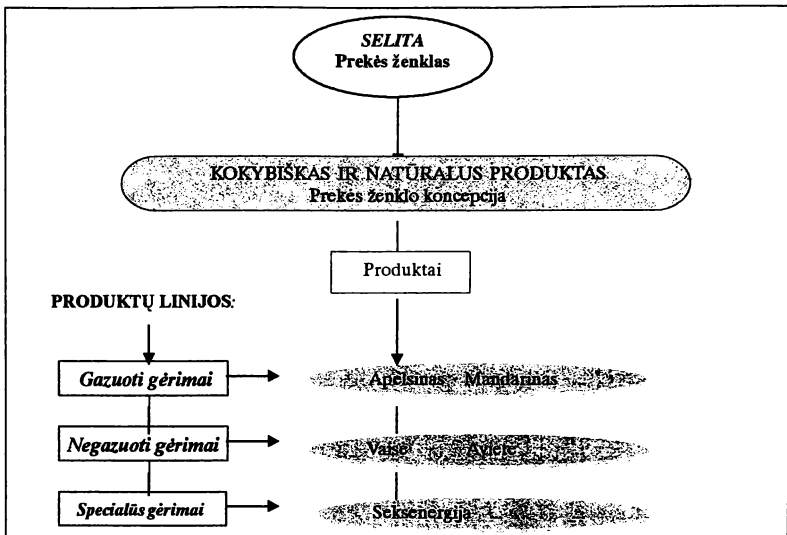 SELITA
Prekės ženklas
KOKYBIŠKAS IR NATŪRALUS PRODUKTAS
Prekės ženklo koncepcija
Produktai
PRODUKTŲ LINIJOS:
Gazuoti gėrimai
Apelsinas Mandarinas ...
Negazuoti gėrimai
Vaisė Avietė
Specialūs gėrimai
Seksenergija